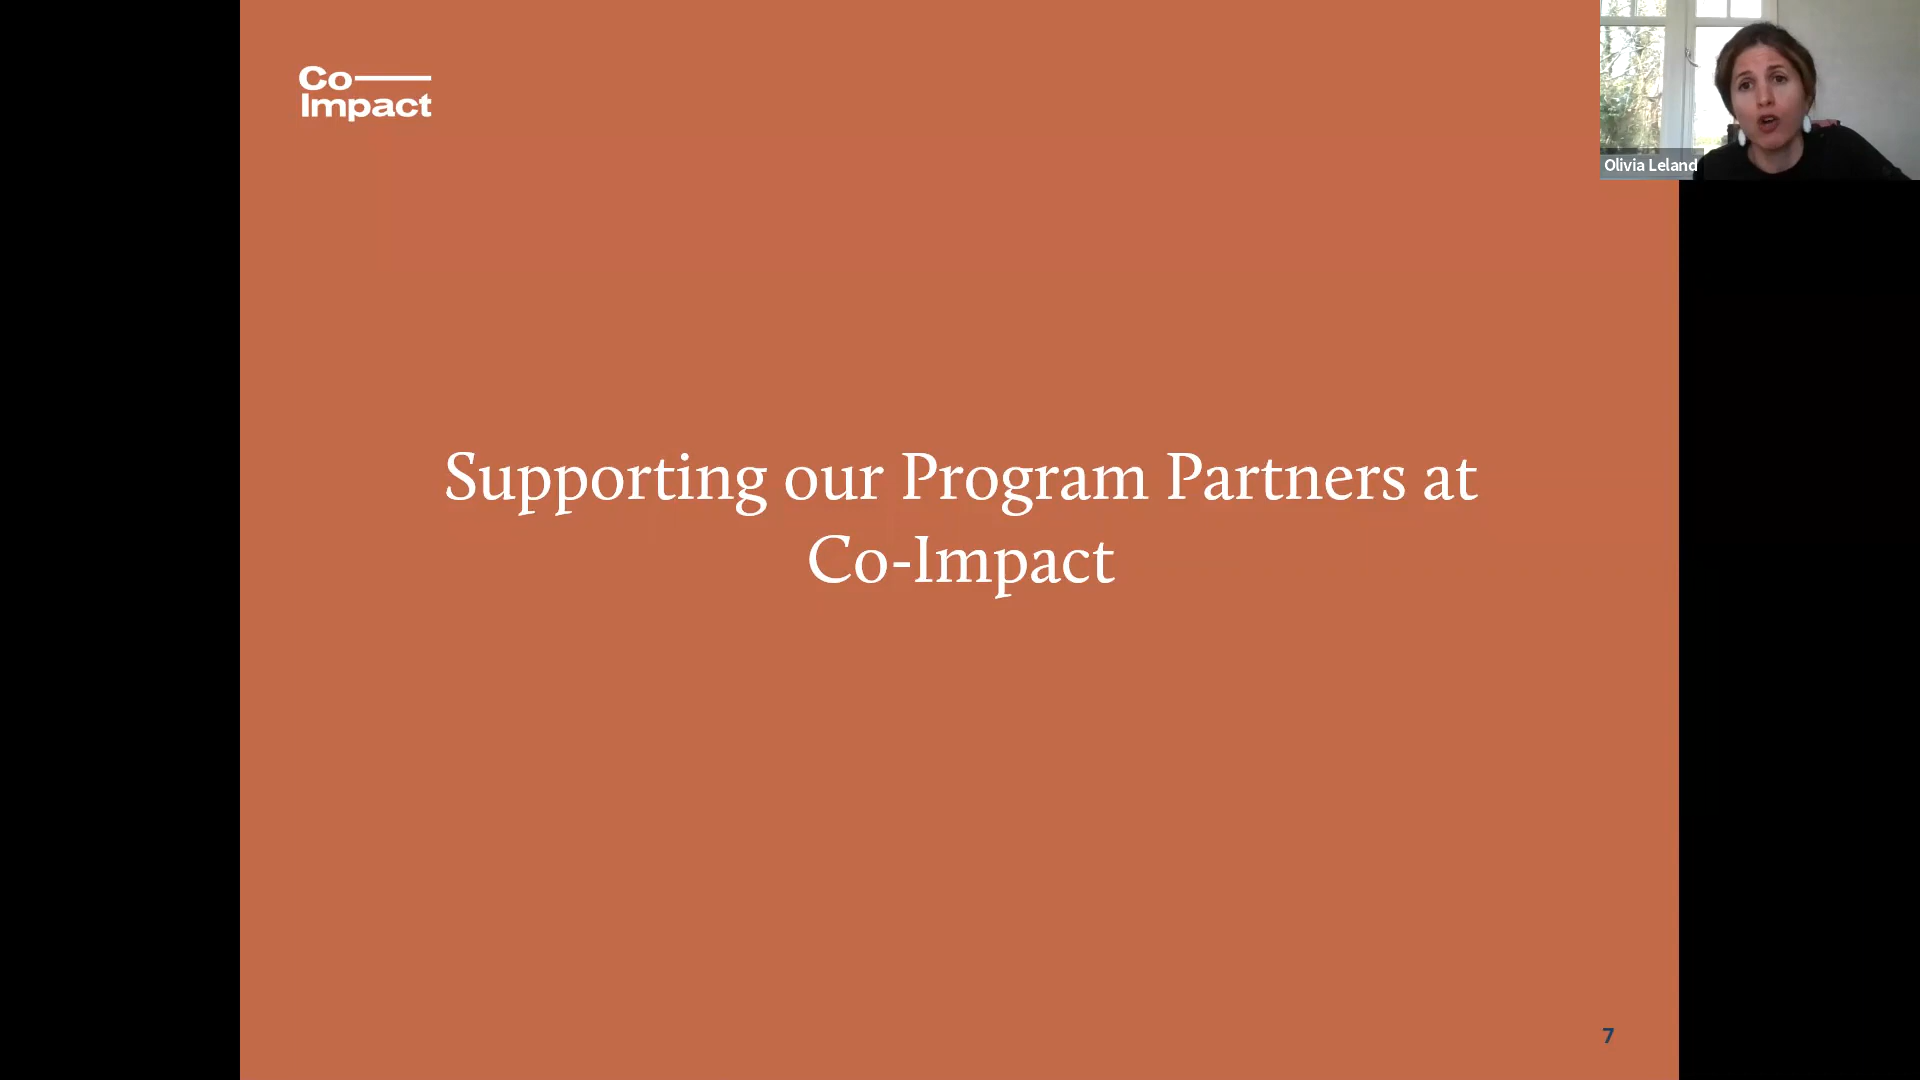 Co
Impact
Olivia Leland
Supporting our Program Partners at
Co-Impact
7